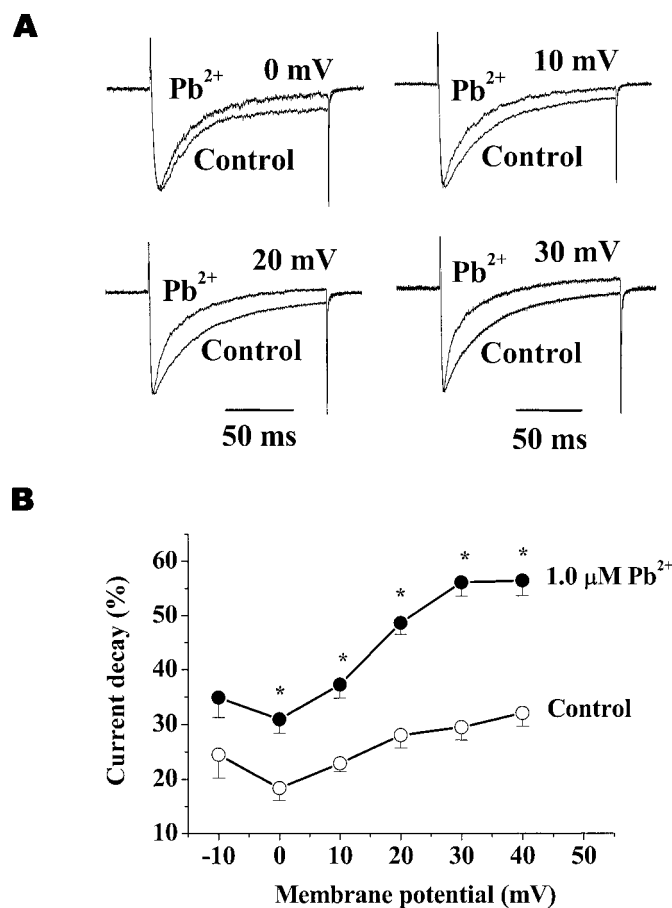 A
Pb²⁺ 0 mV
Control
Pb²⁺ 10 mV
Control
20 mV
Pb²⁺
Control
50 ms
30 mV
Pb²⁺
Control
50 ms
B
Current decay (%)
60
50
40
30
20
10
* * * * *
1.0 μM Pb²⁺
Control
-10 0 10 20 30 40 50
Membrane potential (mV)